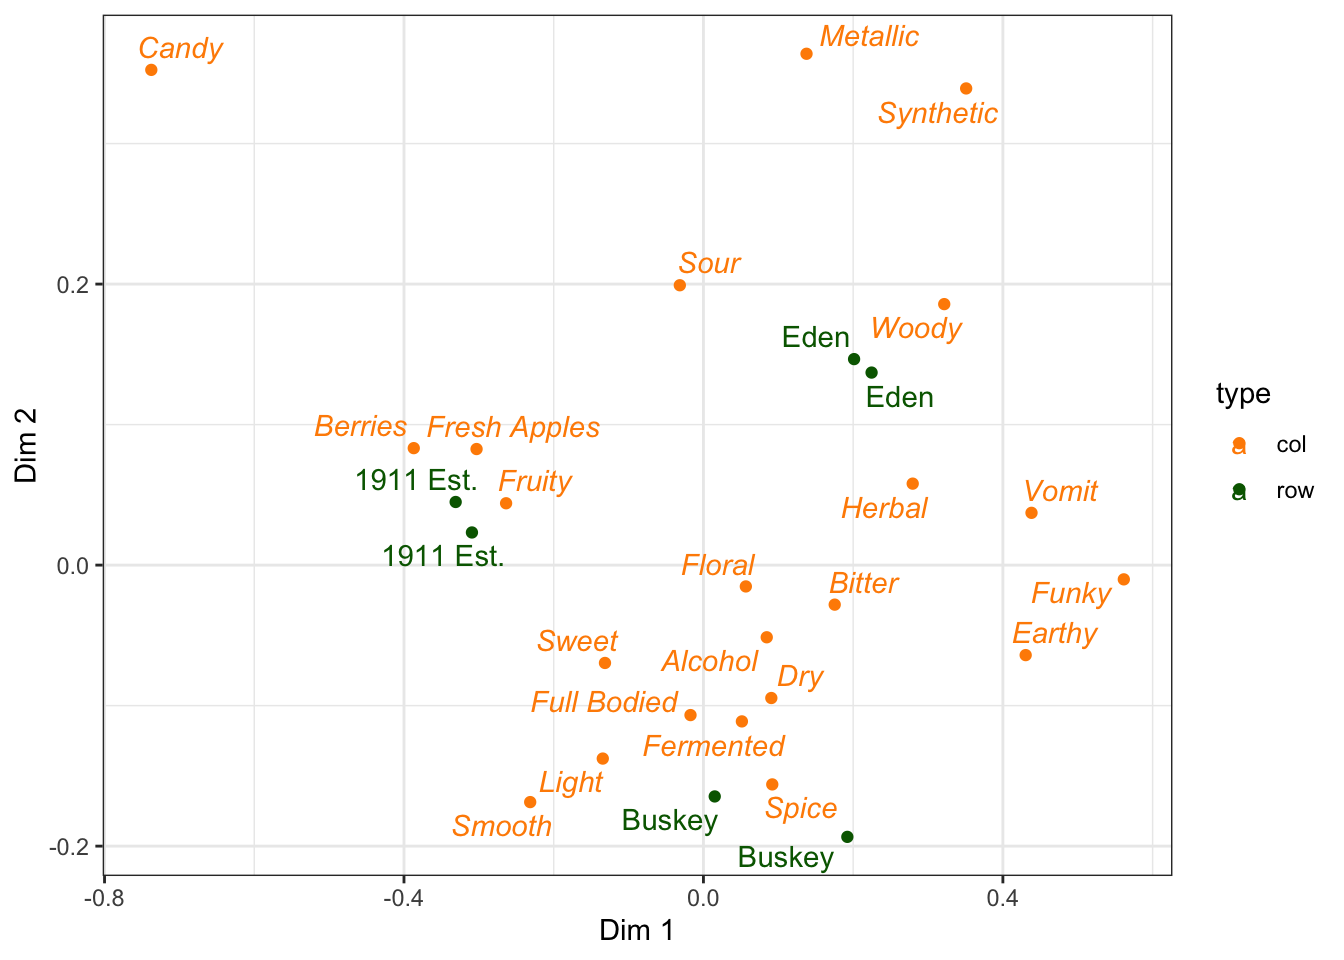 Metallic
Candy
Synthetic
Sour
0.2
Woody
Eden
Eden
type
Berries
Fresh Apples
Dim 2
col
1911 Est.
Fruity
Vomit
a
row
Herbal
1911 Est.
0.0
Floral
Bitter
Funky
Sweet
Earthy
Alcohol
Dry
Full Bodied
Fermented
Light
Spice
Smooth
Buskey
-0.2
Buskey
-0.8
-0.4
0.0
0.4
Dim 1